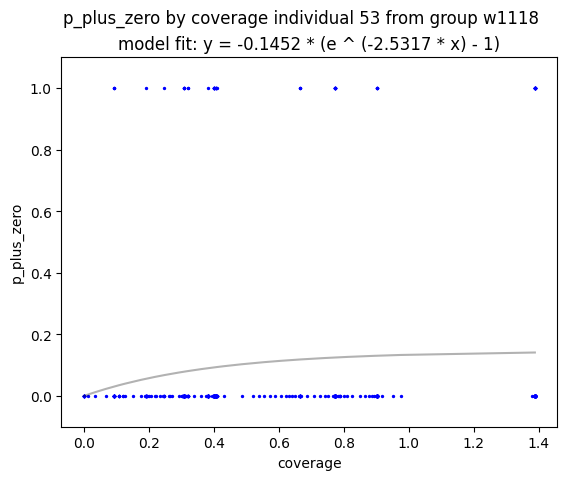 p_plus_zero by coverage individual 53 from group w1118
model fit: y = -0.1452 * (e ^ (-2.5317 * x) - 1)
1.0
0.8
0.6
0.4
0.2
0.0
p_plus_zero
0.0 0.2 0.4 0.6 0.8 1.0 1.2 1.4
coverage